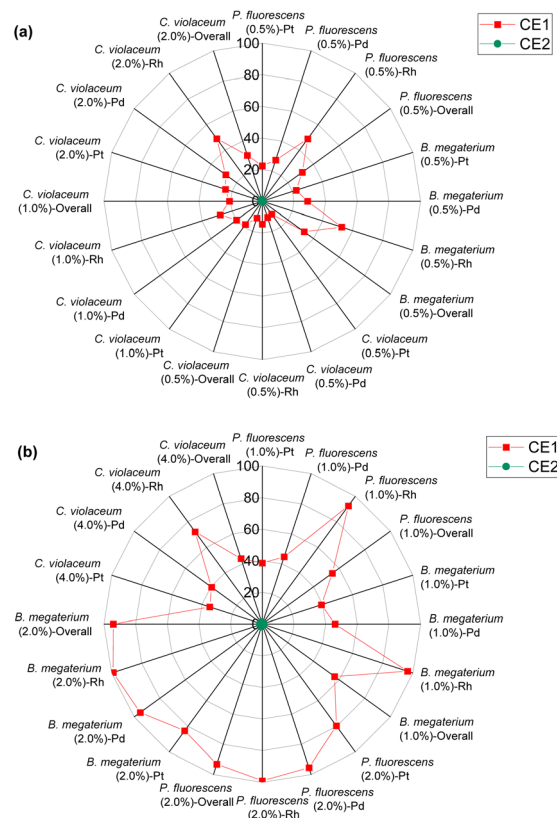 (a)
CE1
CE2
P. fluorescens
(0.5%)-Pt
P. fluorescens
(0.5%)-Pd
P. fluorescens
(0.5%)-Rh
P. fluorescens
(0.5%)-Overall
B. megaterium
(0.5%)-Pt
B. megaterium
(0.5%)-Pd
B. megaterium
(0.5%)-Rh
B. megaterium
(0.5%)-Overall
C. violaceum
(0.5%)-Pt
C. violaceum
(0.5%)-Pd
C. violaceum
(0.5%)-Rh
C. violaceum
(0.5%)-Overall
C. violaceum
(1.0%)-Pt
C. violaceum
(1.0%)-Pd
C. violaceum
(1.0%)-Rh
C. violaceum
(1.0%)-Overall
C. violaceum
(2.0%)-Pt
C. violaceum
(2.0%)-Pd
C. violaceum
(2.0%)-Rh
C. violaceum
(2.0%)-Overall
100
80
60
40
20
(b)
CE1
CE2
P. fluorescens
(1.0%)-Pt
P. fluorescens
(1.0%)-Pd
P. fluorescens
(1.0%)-Rh
P. fluorescens
(1.0%)-Overall
B. megaterium
(1.0%)-Pt
B. megaterium
(1.0%)-Pd
B. megaterium
(1.0%)-Rh
B. megaterium
(1.0%)-Overall
P. fluorescens
(2.0%)-Pt
P. fluorescens
(2.0%)-Pd
P. fluorescens
(2.0%)-Rh
P. fluorescens
(2.0%)-Overall
B. megaterium
(2.0%)-Pt
B. megaterium
(2.0%)-Pd
B. megaterium
(2.0%)-Rh
B. megaterium
(2.0%)-Overall
C. violaceum
(4.0%)-Pt
C. violaceum
(4.0%)-Pd
C. violaceum
(4.0%)-Rh
C. violaceum
(4.0%)-Overall
100
80
60
40
20